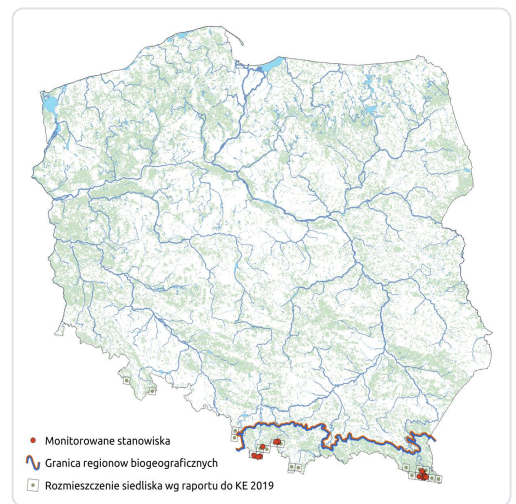 Monitorowane stanowiska
Granica regionow biogeograficznych
Rozmieszczenie siedliska wg raportu do KE 2019